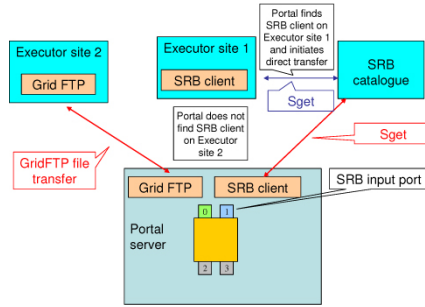 Portal finds
SRB client on
Executor site 1
and initiates
direct transfer
Executor site 2
Grid FTP
Executor site 1
SRB client
SRB
catalogue
Sget
Portal does not
find SRB client
on Executor
site 2
Sget
GridFTP file
transfer
Grid FTP
SRB client
SRB input port
0
1
Portal
server
2
3